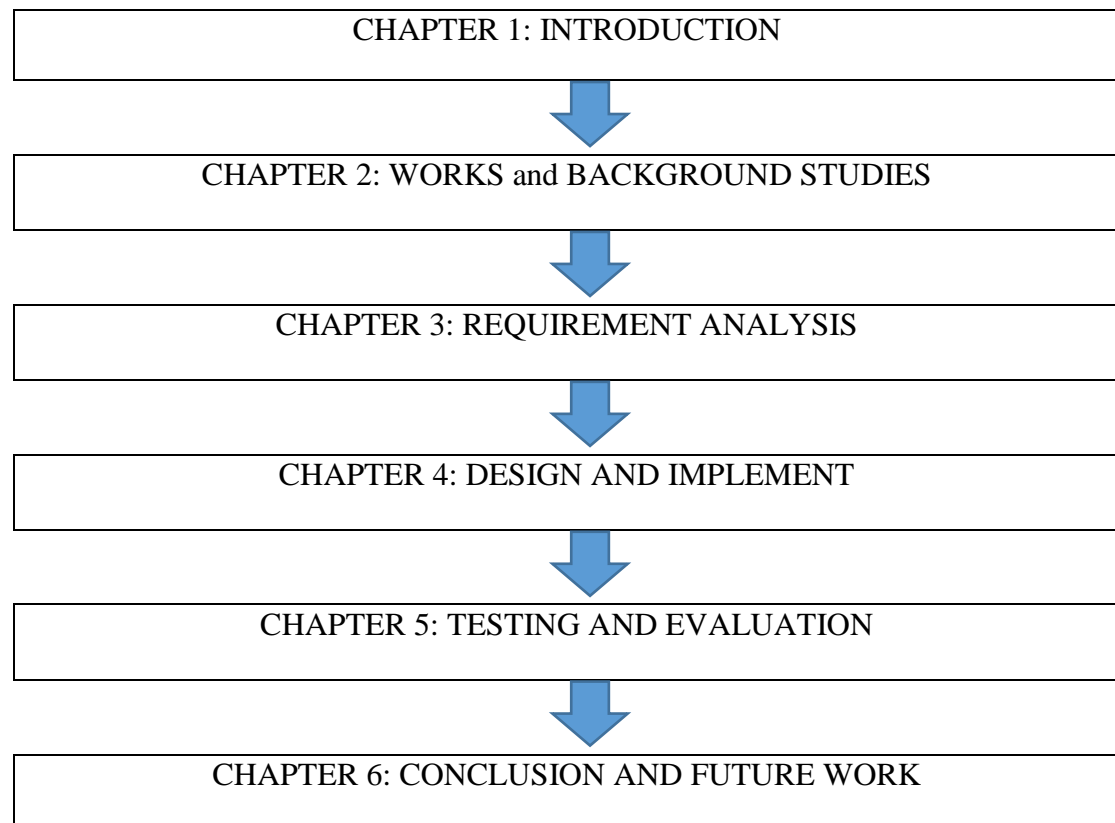 CHAPTER 1: INTRODUCTION
CHAPTER 2: WORKS and BACKGROUND STUDIES
CHAPTER 3: REQUIREMENT ANALYSIS
CHAPTER 4: DESIGN AND IMPLEMENT
CHAPTER 5: TESTING AND EVALUATION
CHAPTER 6: CONCLUSION AND FUTURE WORK